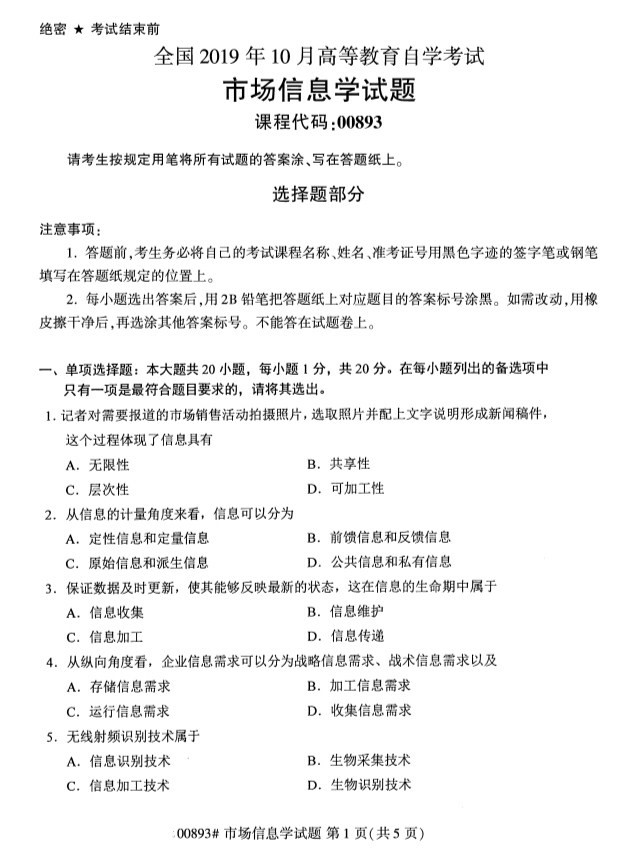 绝密 ★ 考试结束前
全国 2019 年 10 月高等教育自学考试
市场信息学试题
课程代码:00893
请考生按规定用笔将所有试题的答案涂、写在答题纸上。
选择题部分
注意事项:
1. 答题前,考生务必将自己的考试课程名称、姓名、准考证号用黑色字迹的签字笔或钢笔
填写在答题纸规定的位置上。
2. 每小题选出答案后,用 2B 铅笔把答题纸上对应题目的答案标号涂黑。如需改动,用橡
皮擦干净后,再选涂其他答案标号。不能答在试题卷上。
一、单项选择题：本大题共 20 小题，每小题 1 分，共 20 分。在每小题列出的备选项中
只有一项是最符合题目要求的，请将其选出。
1. 记者对需要报道的市场销售活动拍摄照片，选取照片并配上文字说明形成新闻稿件，
这个过程体现了信息具有
A．无限性 B．共享性
C．层次性 D．可加工性
2．从信息的计量角度来看，信息可以分为
A．定性信息和定量信息 B．前馈信息和反馈信息
C．原始信息和派生信息 D．公共信息和私有信息
3．保证数据及时更新，使其能够反映最新的状态，这在信息的生命期中属于
A．信息收集 B．信息维护
C．信息加工 D．信息传递
4．从纵向角度看，企业信息需求可以分为战略信息需求、战术信息需求以及
A．存储信息需求 B．加工信息需求
C．运行信息需求 D．收集信息需求
5．无线射频识别技术属于
A．信息识别技术 B．生物采集技术
C．信息加工技术 D．生物识别技术
00893# 市场信息学试题 第 1 页(共 5 页)